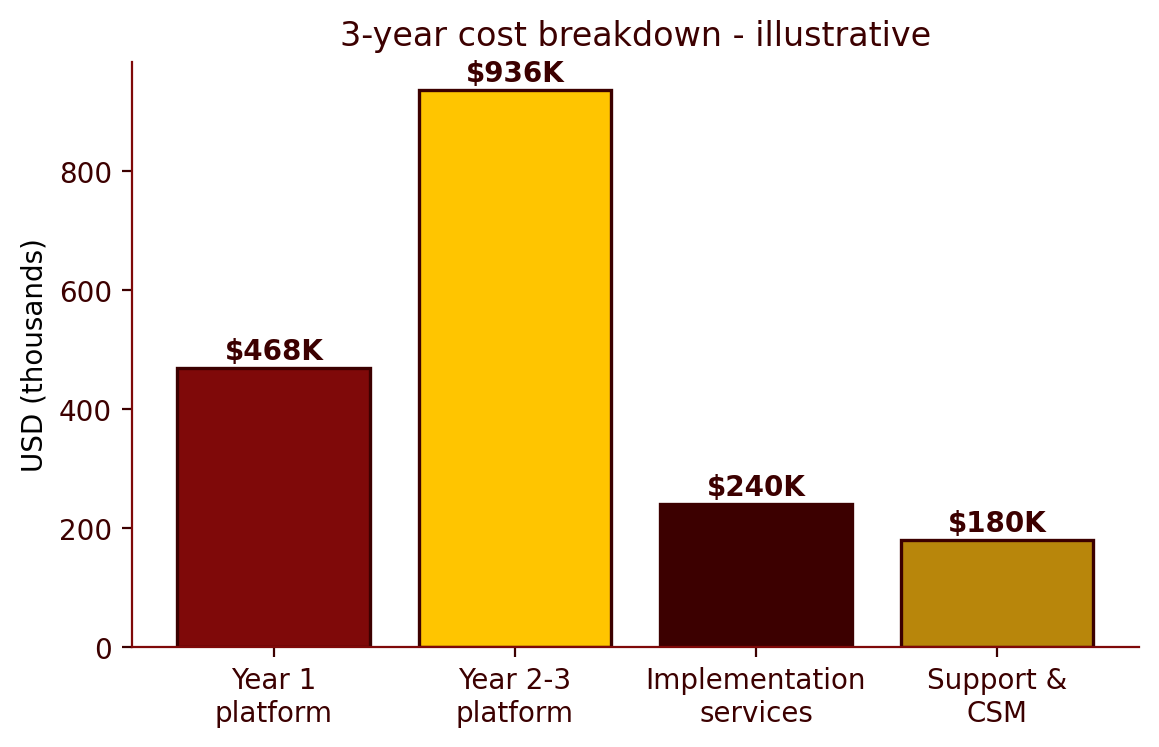 3-year cost breakdown - illustrative
$936K
800
$468K
600
USD (thousands)
400
$240K
$180K
200
0
Year 1
platform
Year 2-3
platform
Implementation
services
Support &
CSM